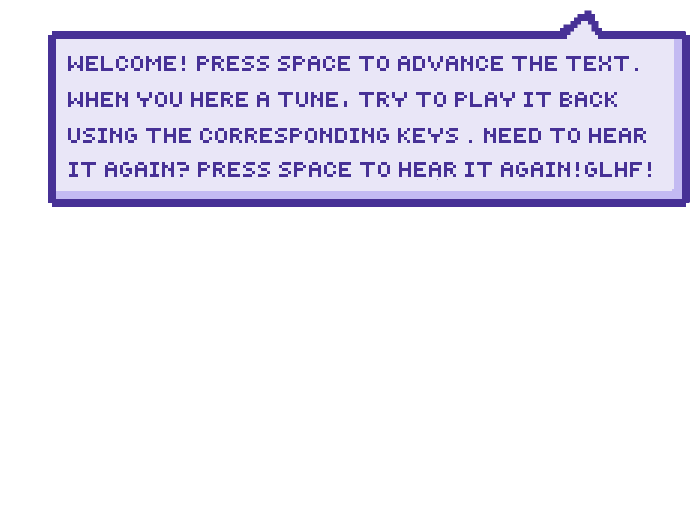 WELCOME! PRESS SPACE TO ADVANCE THE TEXT.
WHEN YOU HERE A TUNE, TRY TO PLAY IT BACK
USING THE CORRESPONDING KEYS . NEED TO HEAR
IT AGAIN? PRESS SPACE TO HEAR IT AGAIN!GLHF!